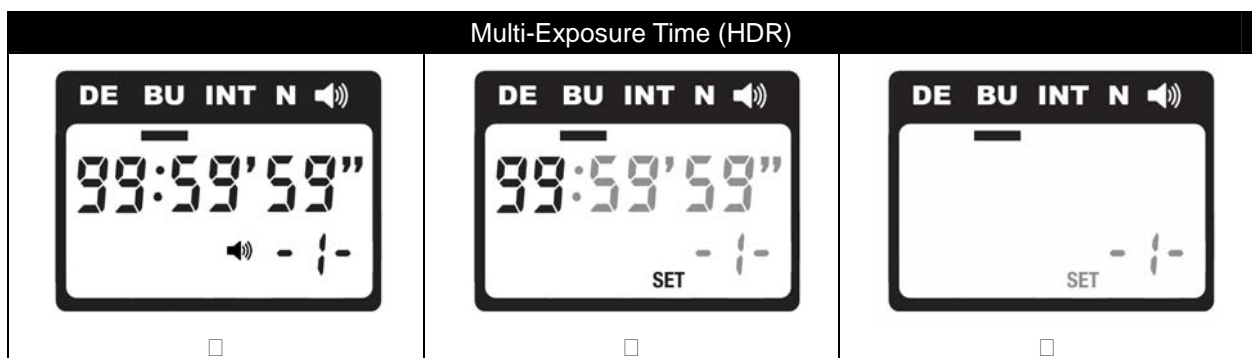 Multi-Exposure Time (HDR)
DE BU INT N
99:59'59"
-1-
DE BU INT N
99:59'59"
-1-
SET
DE BU INT N
-1-
SET